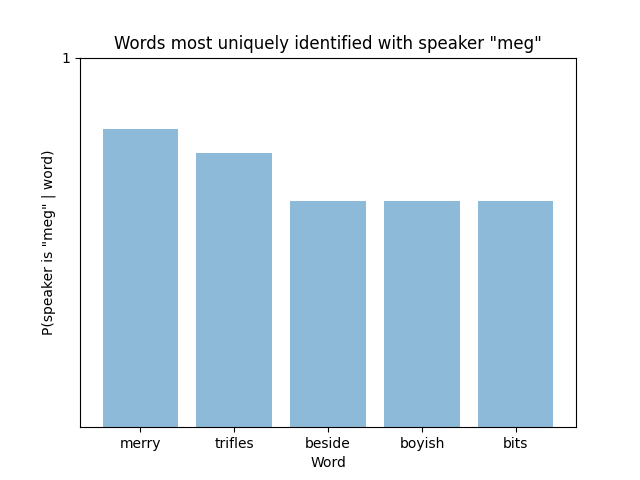 Words most uniquely identified with speaker "meg"
1
P(speaker is "meg" | word)
merry trifles beside boyish bits
Word